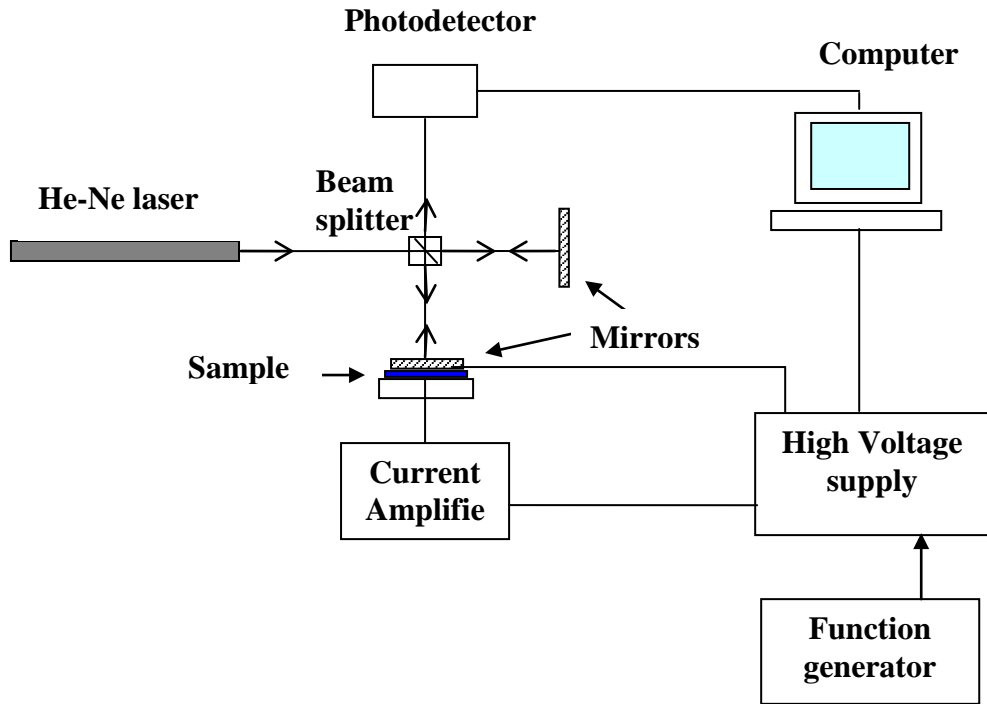 Photodetector
Computer
He-Ne laser
Beam
splitter
Mirrors
Sample
High Voltage
supply
Current
Amplifie
Function
generator